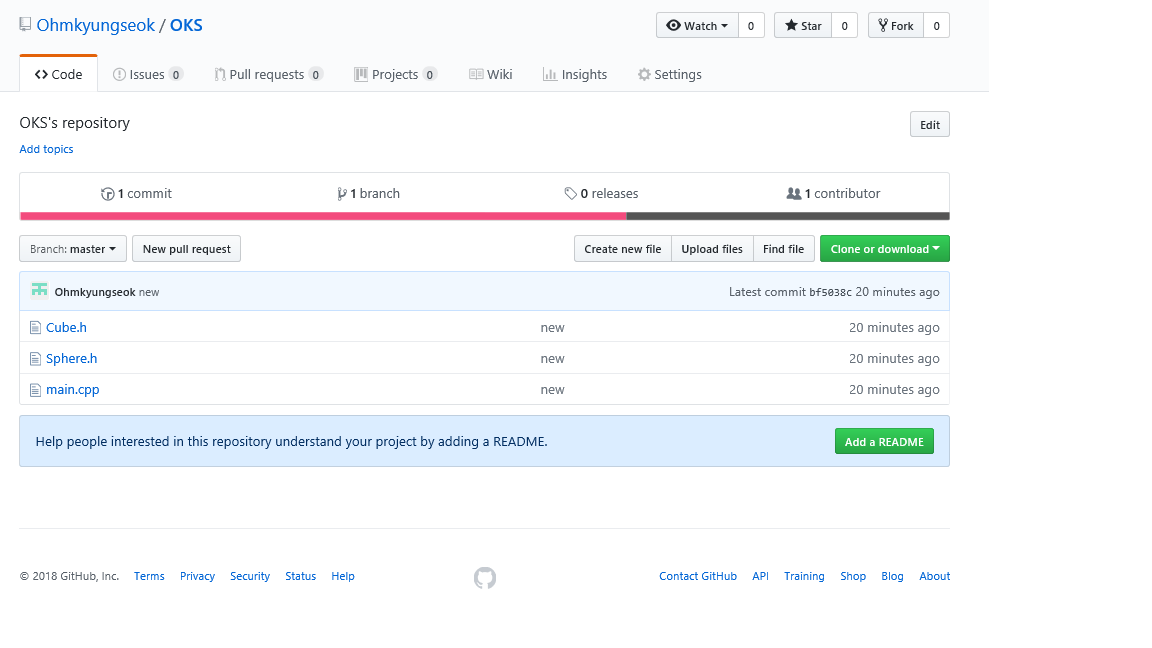 Ohmkyungseok / OKS Watch 0 Star 0 Fork 0
Code Issues 0 Pull requests 0 Projects 0 Wiki Insights Settings
OKS's repository Edit
Add topics
1 commit 1 branch 0 releases 1 contributor
Branch: master New pull request Create new file Upload files Find file Clone or download
Ohmkyungseok new Latest commit bf5038c 20 minutes ago
Cube.h new 20 minutes ago
Sphere.h new 20 minutes ago
main.cpp new 20 minutes ago
Help people interested in this repository understand your project by adding a README. Add a README
© 2018 GitHub, Inc. Terms Privacy Security Status Help Contact GitHub API Training Shop Blog About